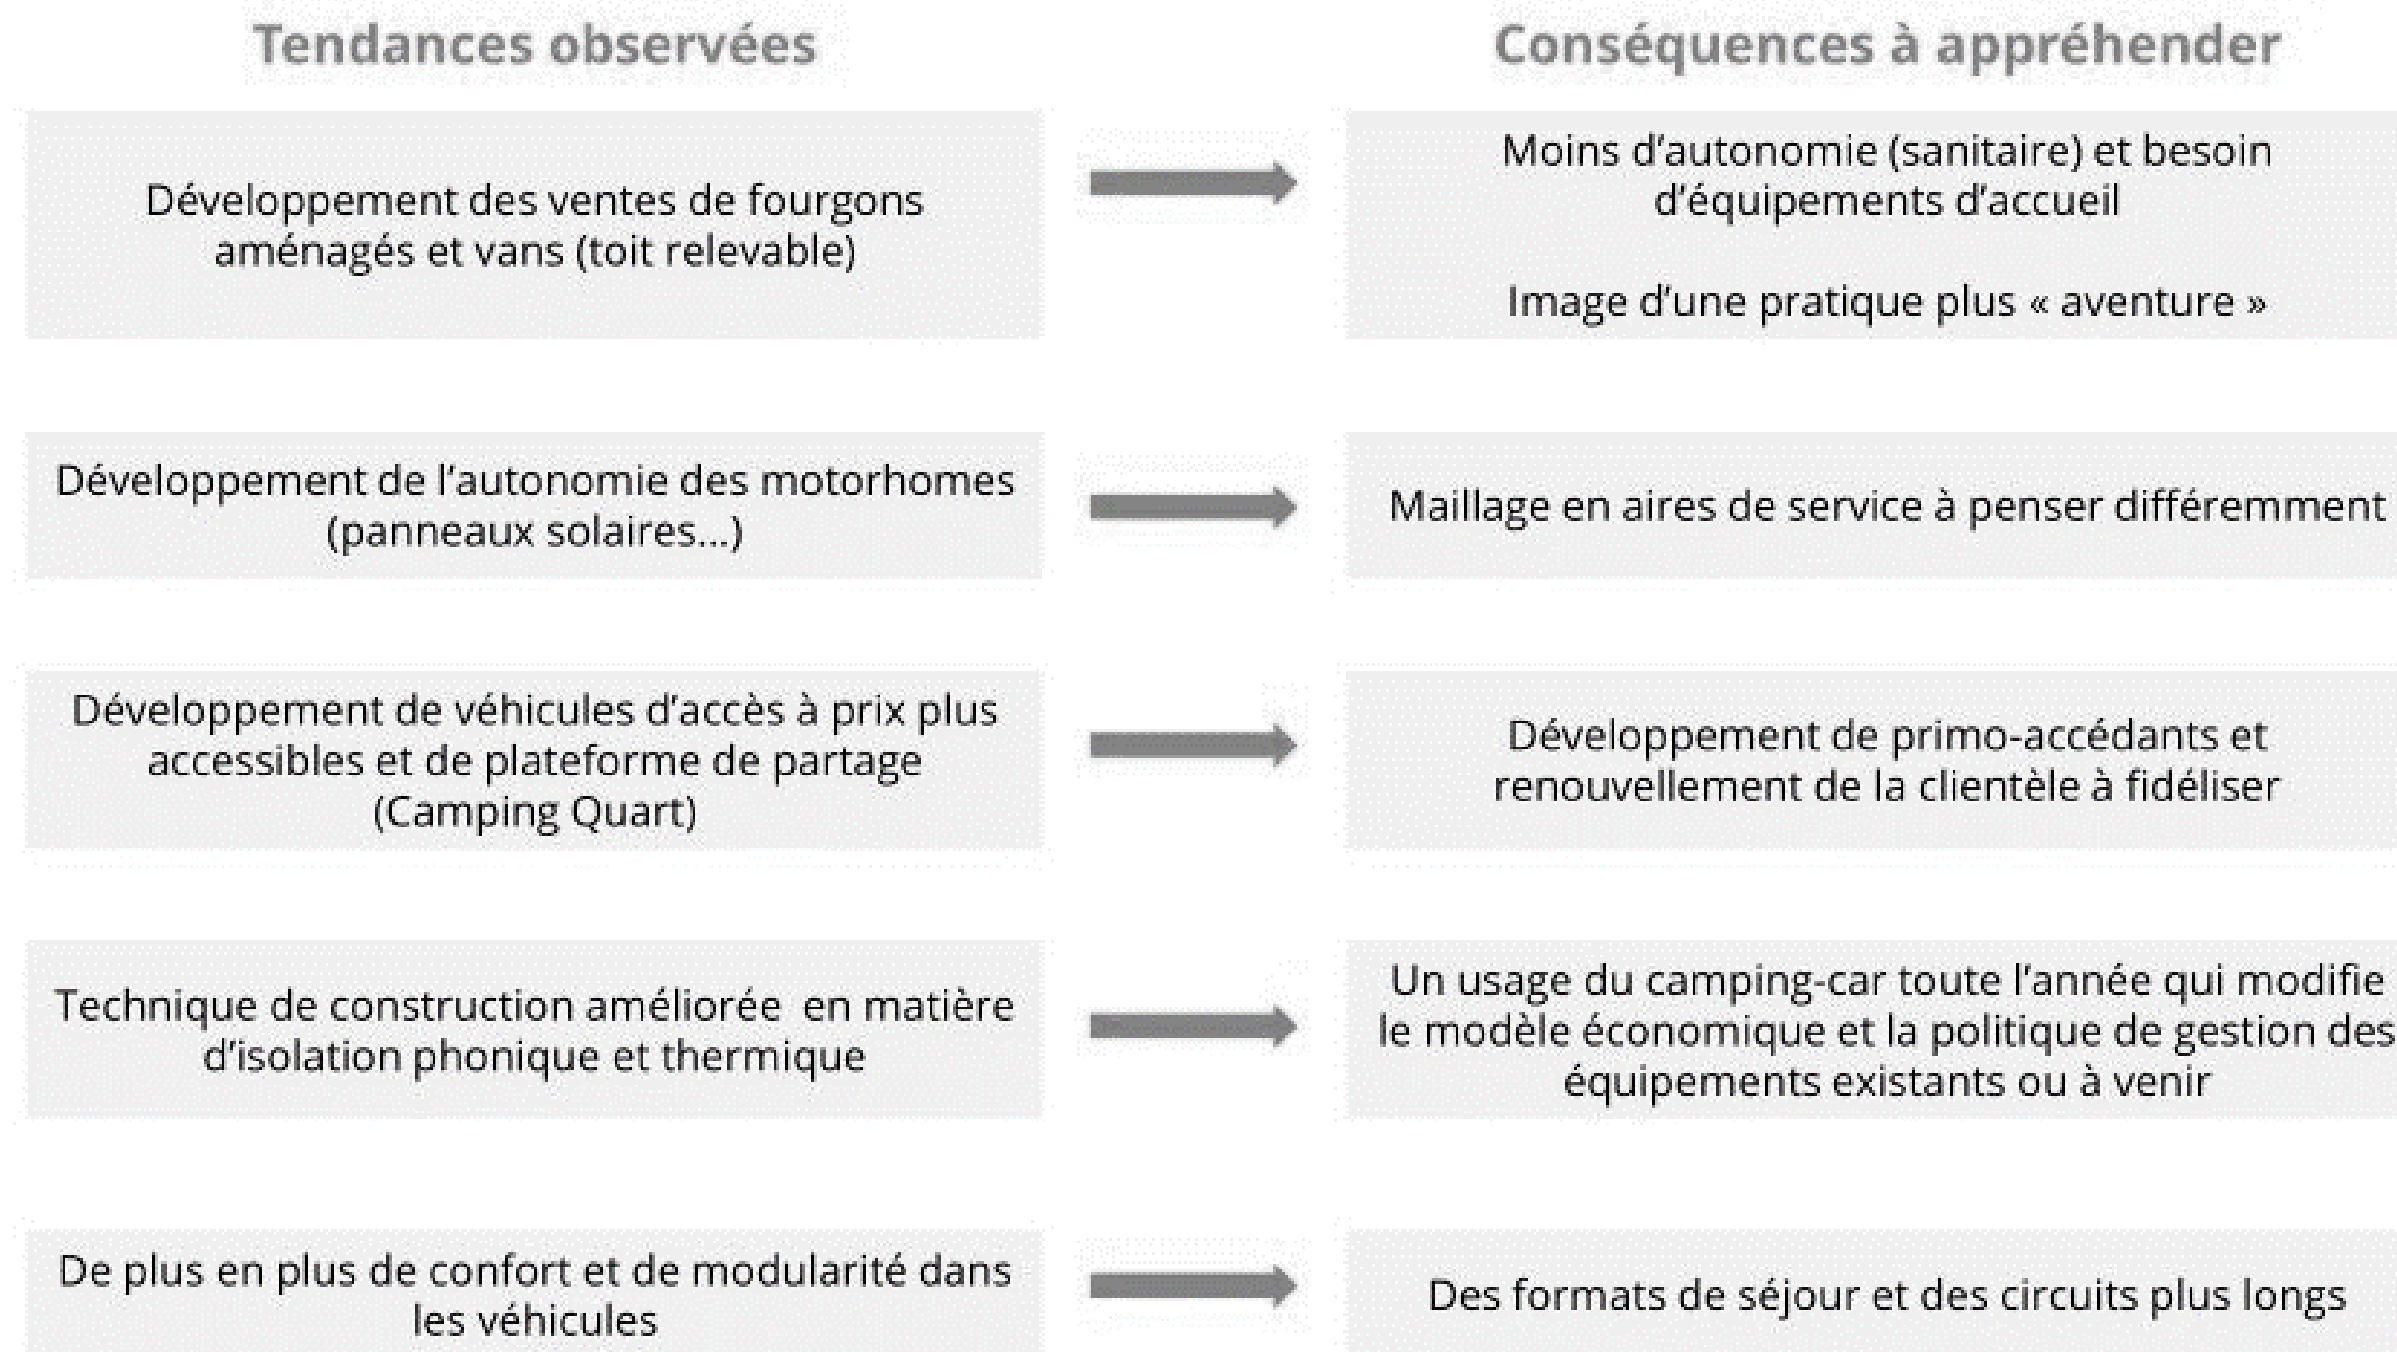 Tendances observées
Conséquences à appréhender
Développement des ventes de fourgons
aménagés et vans (toit relevable)
Moins d'autonomie (sanitaire) et besoin
d'équipements d'accueil
Image d'une pratique plus « aventure »
Développement de l'autonomie des motorhomes
(panneaux solaires...)
Maillage en aires de service à penser différemment
Développement de véhicules d'accès à prix plus
accessibles et de plateforme de partage
(Camping Quart)
Développement de primo-accédants et
renouvellement de la clientèle à fidéliser
Technique de construction améliorée  en matière
d'isolation phonique et thermique
Un usage du camping-car toute l'année qui modifie
le modèle économique et la politique de gestion des
équipements existants ou à venir
De plus en plus de confort et de modularité dans
les véhicules
Des formats de séjour et des circuits plus longs